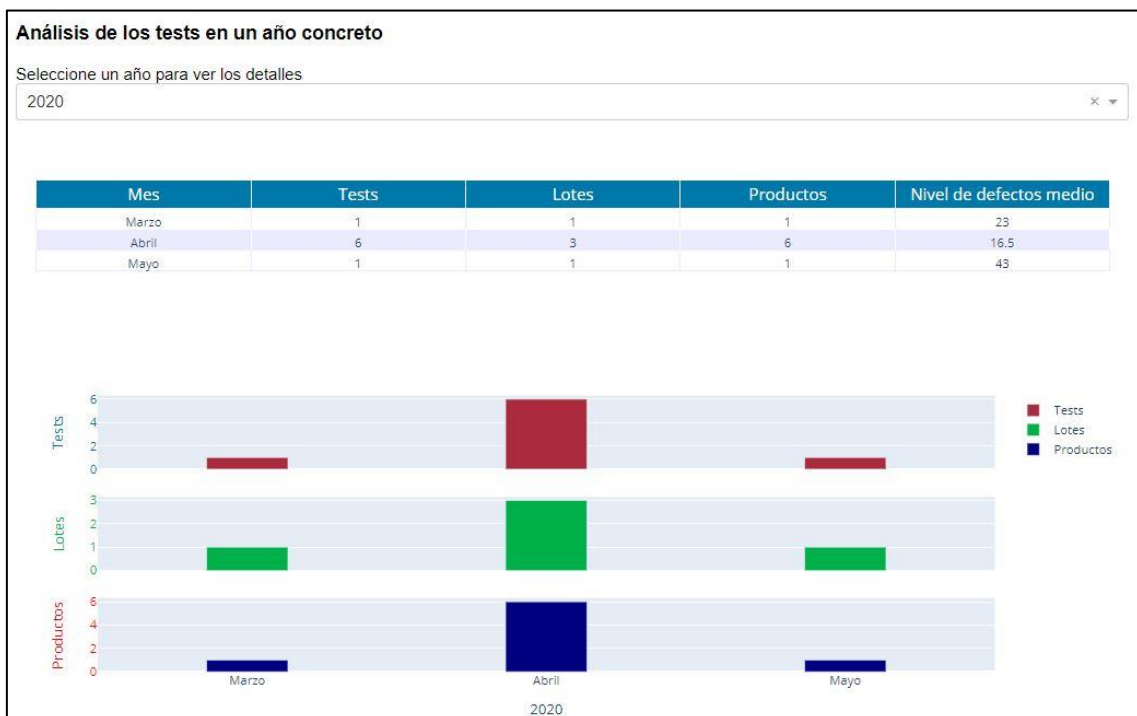 Análisis de los tests en un año concreto
Seleccione un año para ver los detalles
2020
Mes Tests Lotes Productos Nivel de defectos medio
Marzo 1 1 1 23
Abril 6 3 6 16.5
Mayo 1 1 1 43
Tests
6
4
2
0
Tests
Lotes
Productos
Lotes
3
2
1
0
Productos
6
4
2
0
Marzo Abril Mayo
2020